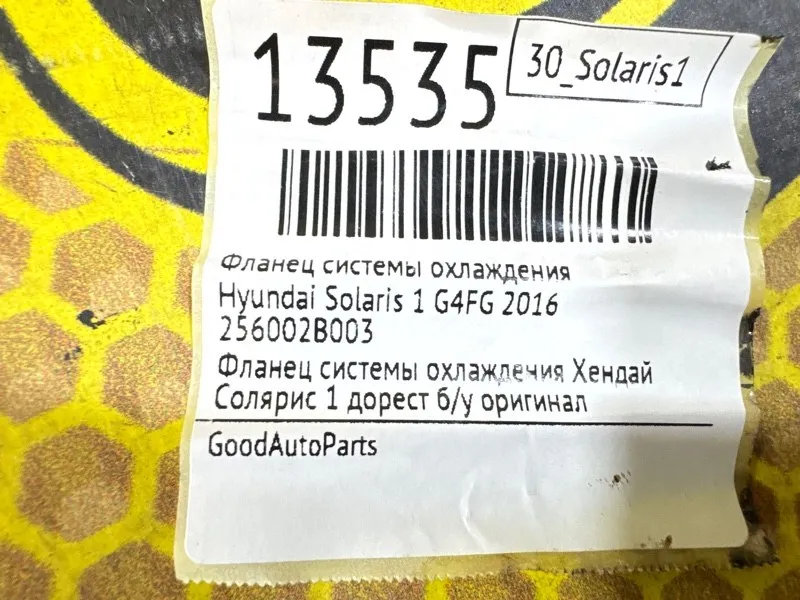 13535
30_Solaris1
Фланец системы охлаждения
Hyundai Solaris 1 G4FG 2016
256002B003
Фланец системы охлаждения Хендай
Солярис 1 дорест б/у оригинал
GoodAutoParts